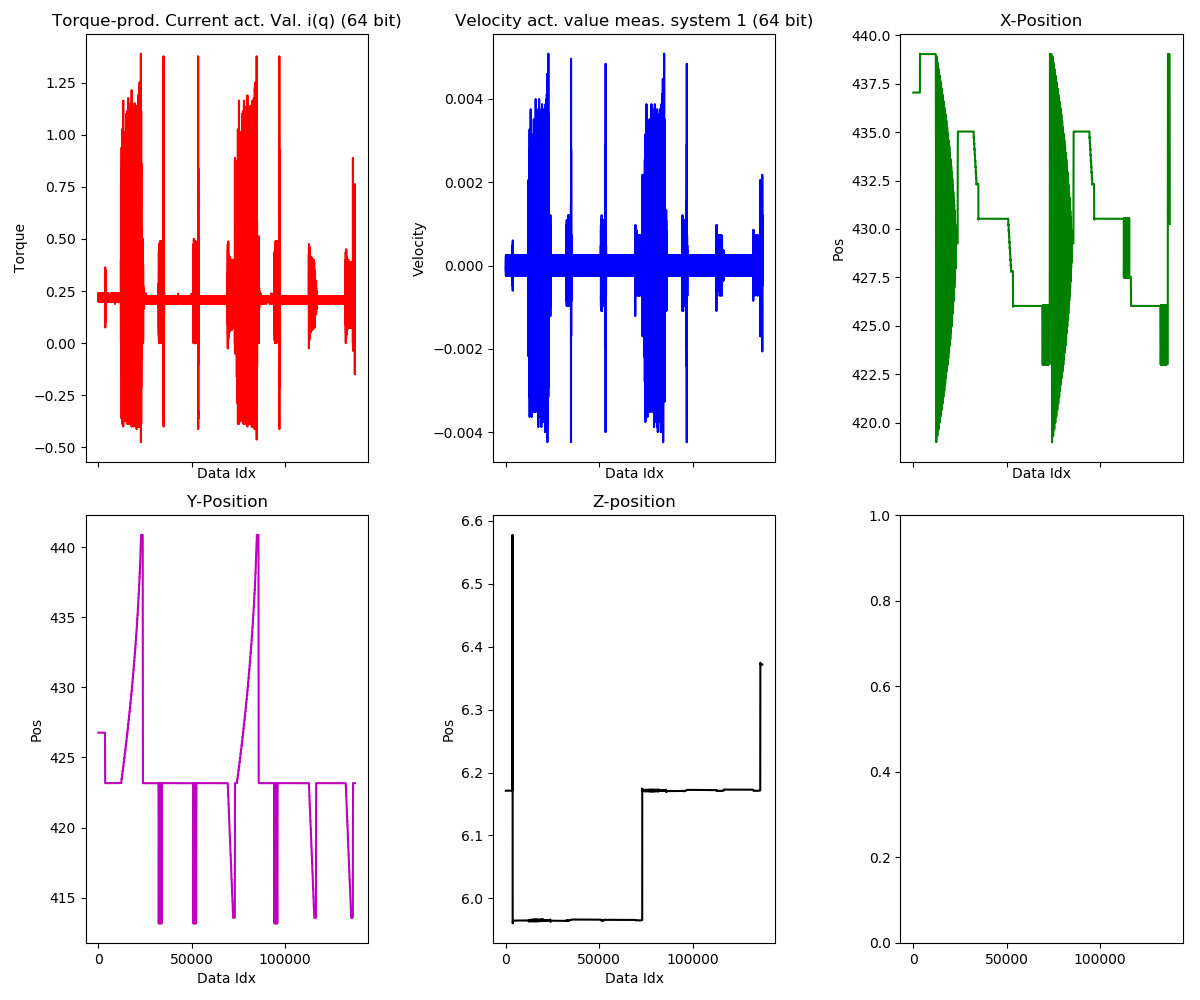 Torque-prod. Current act. Val. i(q) (64 bit)
Torque
1.25
1.00
0.75
0.50
0.25
0.00
−0.25
−0.50
Data Idx
Velocity act. value meas. system 1 (64 bit)
Velocity
0.004
0.002
0.000
−0.002
−0.004
Data Idx
X-Position
Pos
440.0
437.5
435.0
432.5
430.0
427.5
425.0
422.5
420.0
Data Idx
Y-Position
Pos
440
435
430
425
420
415
0 50000 100000
Data Idx
Z-position
Pos
6.6
6.5
6.4
6.3
6.2
6.1
6.0
0 50000 100000
Data Idx
1.0
0.8
0.6
0.4
0.2
0.0
0 50000 100000